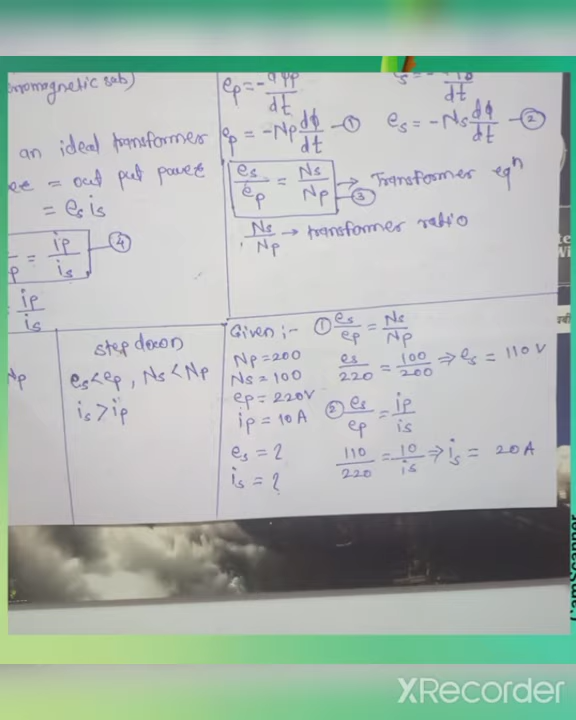 an ideal transformer
= out put power
= es is
p = ip/is ④
= ip/is
ep = - dt
dt
ep = -Np dϕ/dt ① es = -Ns dϕ/dt ②
es/ep = Ns/Np → Transformer eqⁿ ③
Ns/Np → transformer ratio
Np
step down
es<ep, Ns<Np
is>ip
Given :-
Np=200
Ns=100
ep=220V
ip=10A
es=?
is=?
① es/ep = Ns/Np
es/220 = 100/200 ⇒ es = 110V
② es/ep = ip/is
110/220 = 10/is ⇒ is = 20A
CamScanner
XRecorder